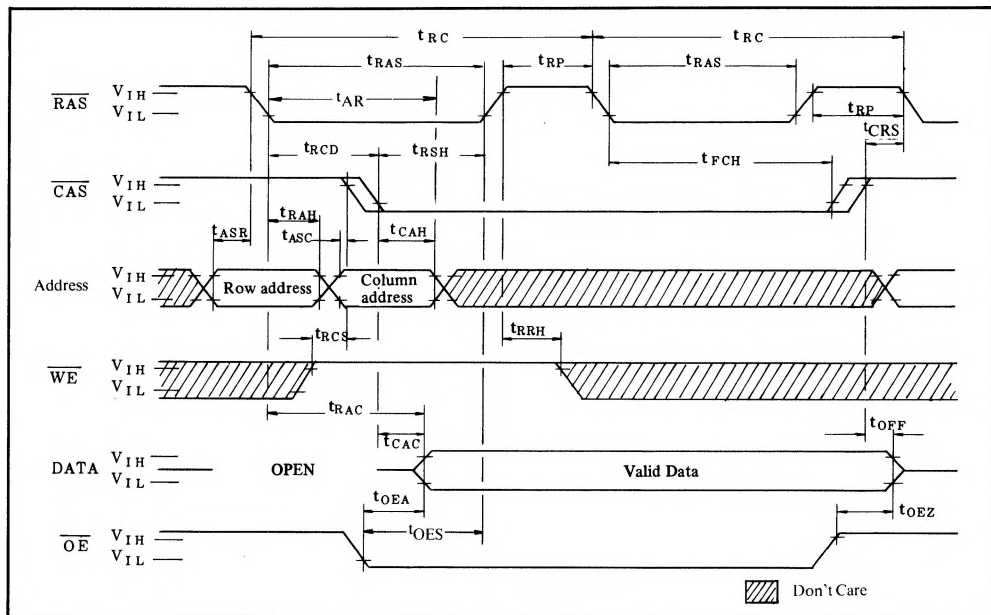 tRC tRC
tRAS tRP tRAS
RAS VIH VIL tAR tRP
tCRS
tRCD tRSH tFCH
CAS VIH VIL
tRAH
tASR tASC tCAH
Address VIH VIL Row address Column address
tRCS tRRH
WE VIH VIL
tRAC
tCAC tOFF
DATA VIH VIL OPEN Valid Data
tOEA tOEZ
tOES
OE VIH VIL
Don't Care